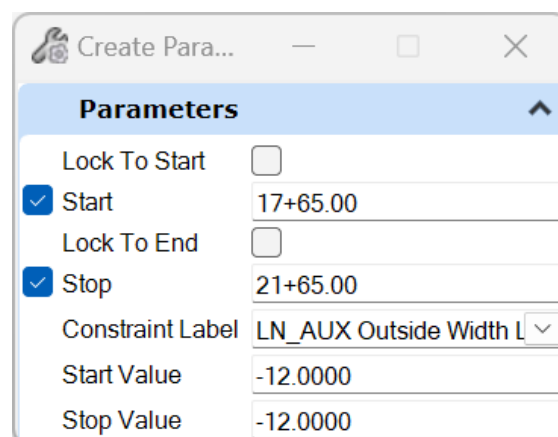 Create Para...
Parameters
Lock To Start
Start 17+65.00
Lock To End
Stop 21+65.00
Constraint Label LN_AUX Outside Width L
Start Value -12.0000
Stop Value -12.0000